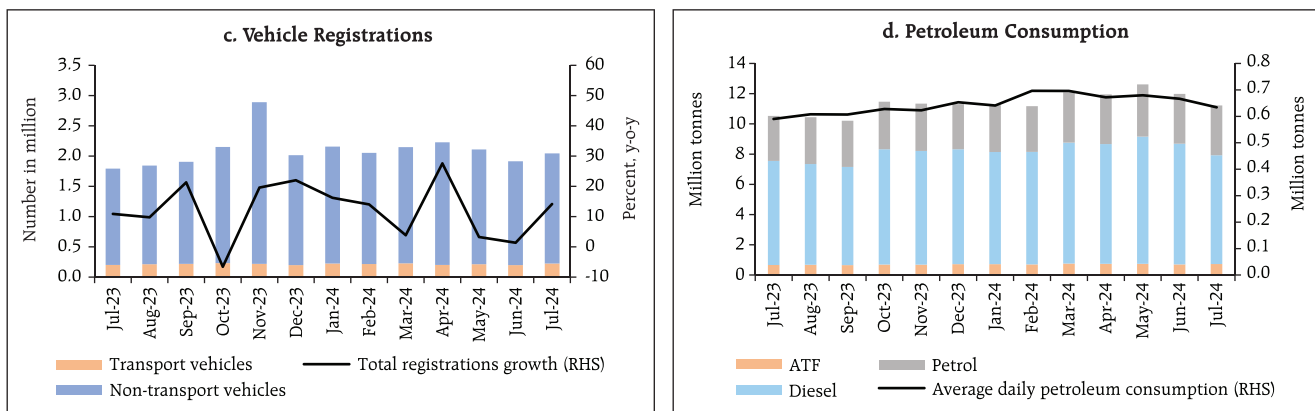 c. Vehicle Registrations
3.5
3.0
2.5
2.0
1.5
1.0
0.5
0.0
Number in million
60
50
40
30
20
10
0
-10
Percent, y-o-y
Jul-23
Aug-23
Sep-23
Oct-23
Nov-23
Dec-23
Jan-24
Feb-24
Mar-24
Apr-24
May-24
Jun-24
Jul-24
Transport vehicles
Total registrations growth (RHS)
Non-transport vehicles
d. Petroleum Consumption
14
12
10
8
6
4
2
0
Million tonnes
0.8
0.7
0.6
0.5
0.4
0.3
0.2
0.1
0.0
Million tonnes
Jul-23
Aug-23
Sep-23
Oct-23
Nov-23
Dec-23
Jan-24
Feb-24
Mar-24
Apr-24
May-24
Jun-24
Jul-24
ATF
Petrol
Diesel
Average daily petroleum consumption (RHS)